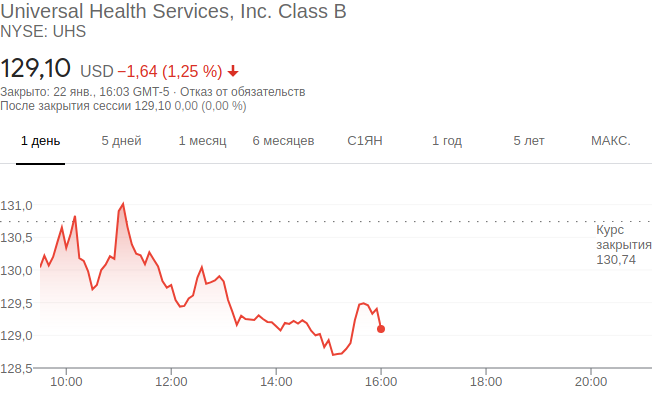 Universal Health Services, Inc. Class B
NYSE: UHS
129,10 USD −1,64 (1,25 %)
Закрыто: 22 янв., 16:03 GMT-5 · Отказ от обязательств
После закрытия сессии 129,10 0,00 (0,00 %)
1 день 5 дней 1 месяц 6 месяцев С1ЯН 1 год 5 лет МАКС.
131,0
130,5
130,0
129,5
129,0
128,5
Курс
закрытия
130,74
10:00 12:00 14:00 16:00 18:00 20:00